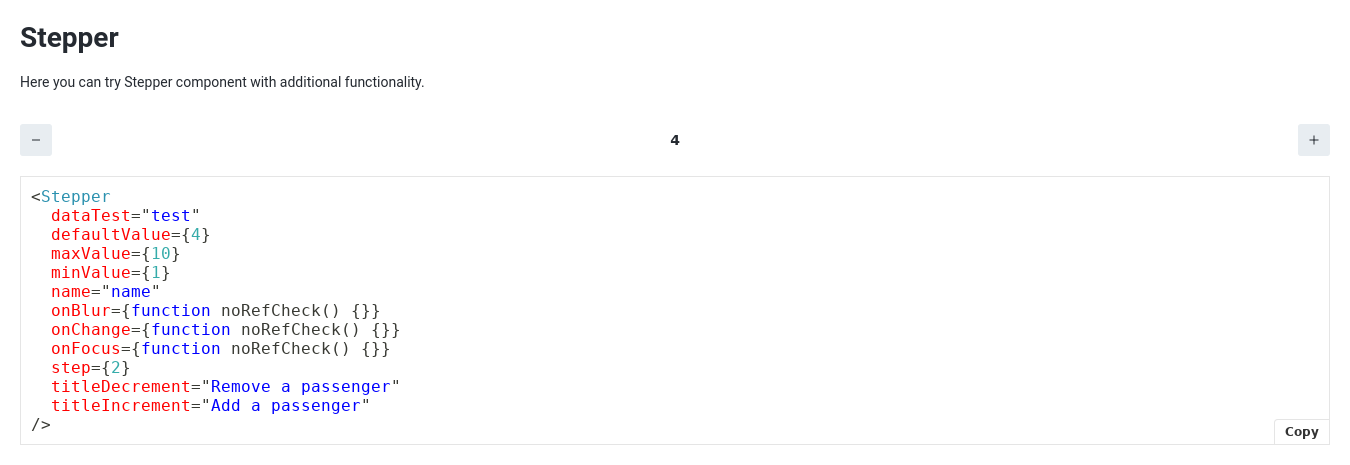 Stepper
Here you can try Stepper component with additional functionality.
− 4 +
<Stepper
  dataTest="test"
  defaultValue={4}
  maxValue={10}
  minValue={1}
  name="name"
  onBlur={function noRefCheck() {}}
  onChange={function noRefCheck() {}}
  onFocus={function noRefCheck() {}}
  step={2}
  titleDecrement="Remove a passenger"
  titleIncrement="Add a passenger"
/>
Copy